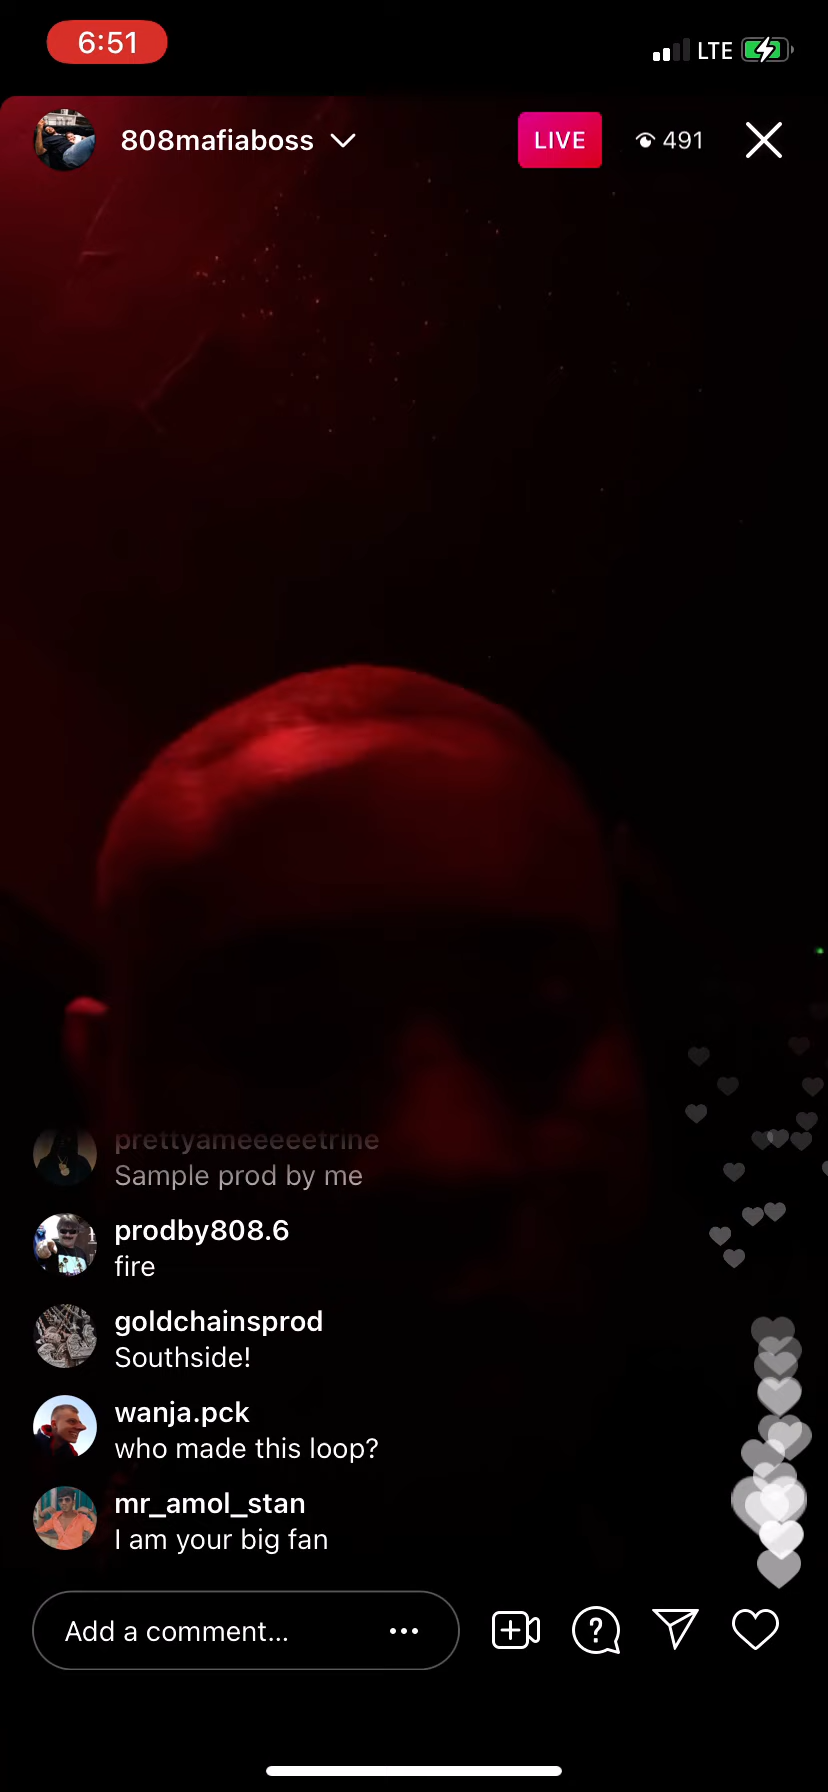 6:51
LTE
808mafiaboss
LIVE
491
prettyameeeeetrine
Sample prod by me
prodby808.6
fire
goldchainsprod
Southside!
wanja.pck
who made this loop?
mr_amol_stan
I am your big fan
Add a comment...